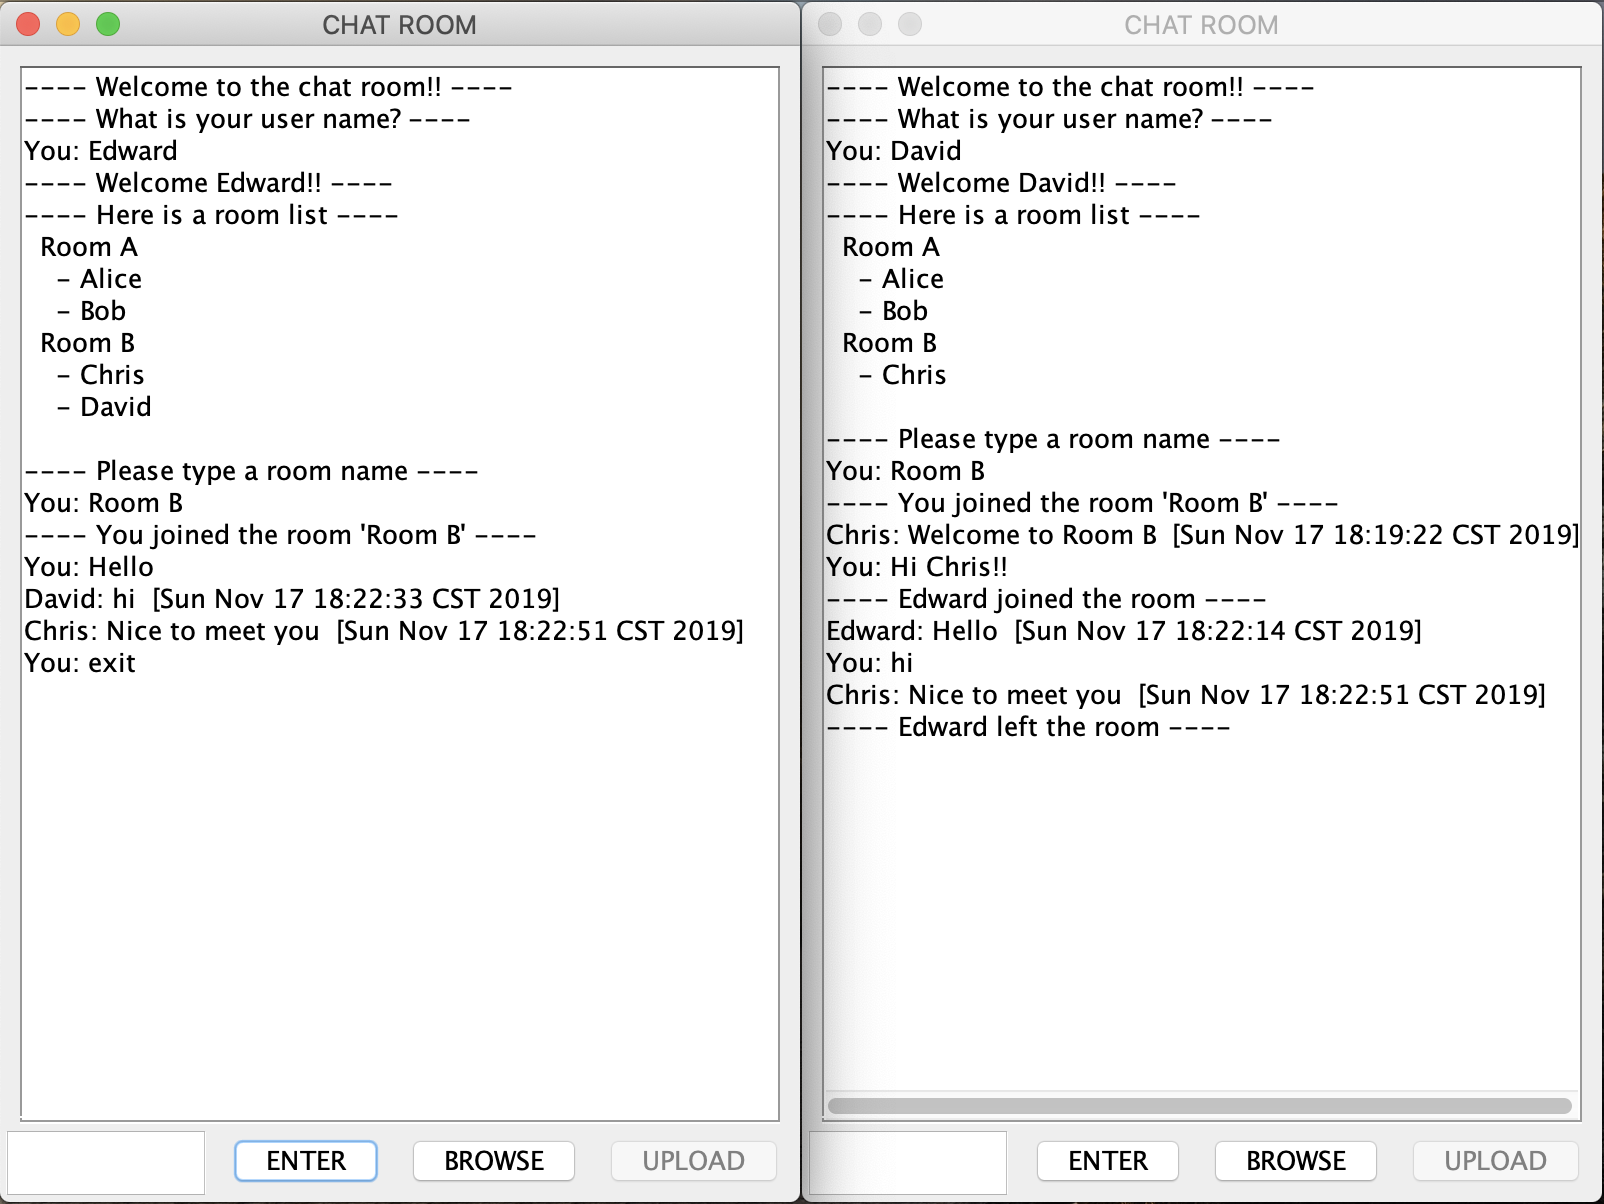 CHAT ROOM
---- Welcome to the chat room!! ----
---- What is your user name? ----
You: Edward
---- Welcome Edward!! ----
---- Here is a room list ----
Room A
- Alice
- Bob
Room B
- Chris
- David
---- Please type a room name ----
You: Room B
---- You joined the room 'Room B' ----
You: Hello
David: hi  [Sun Nov 17 18:22:33 CST 2019]
Chris: Nice to meet you  [Sun Nov 17 18:22:51 CST 2019]
You: exit
ENTER
BROWSE
UPLOAD
CHAT ROOM
---- Welcome to the chat room!! ----
---- What is your user name? ----
You: David
---- Welcome David!! ----
---- Here is a room list ----
Room A
- Alice
- Bob
Room B
- Chris
---- Please type a room name ----
You: Room B
---- You joined the room 'Room B' ----
Chris: Welcome to Room B  [Sun Nov 17 18:19:22 CST 2019]
You: Hi Chris!!
---- Edward joined the room ----
Edward: Hello  [Sun Nov 17 18:22:14 CST 2019]
You: hi
Chris: Nice to meet you  [Sun Nov 17 18:22:51 CST 2019]
---- Edward left the room ----
ENTER
BROWSE
UPLOAD